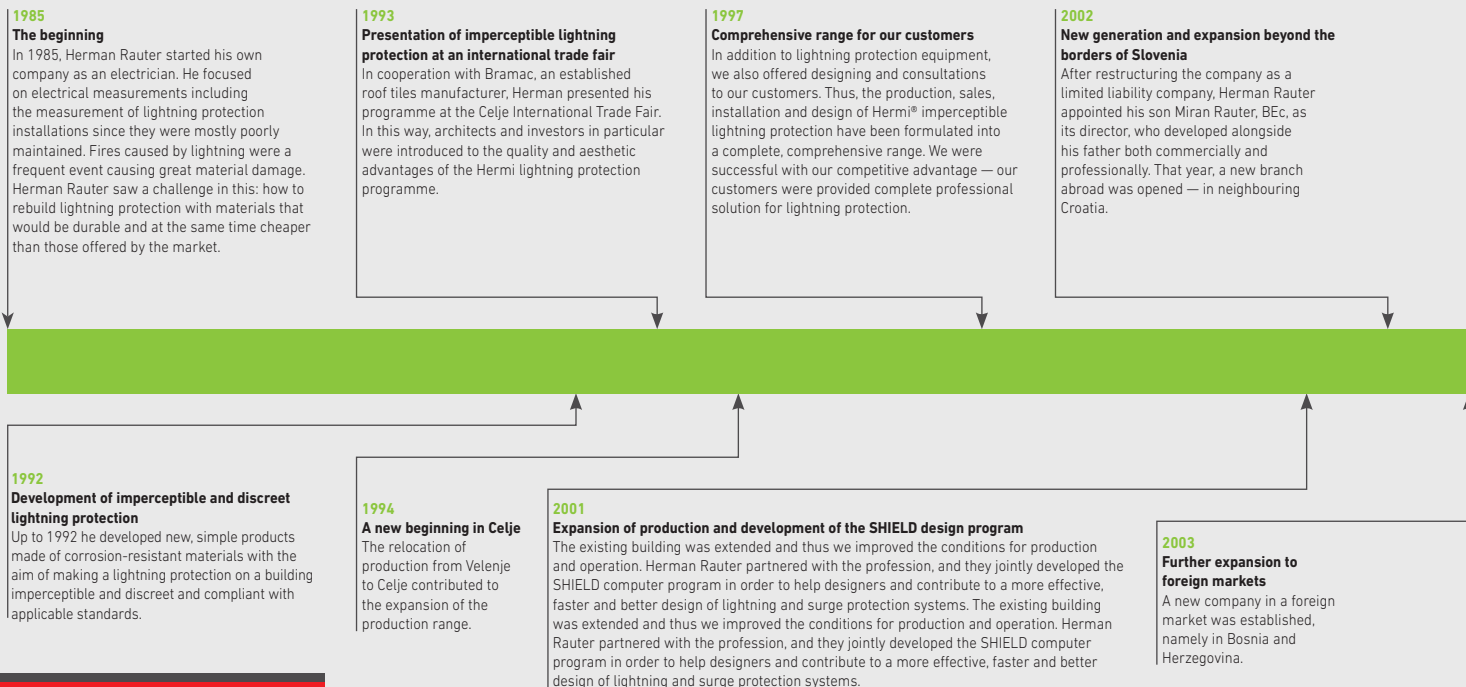 1985
The beginning
In 1985, Herman Rauter started his own
company as an electrician. He focused
on electrical measurements including
the measurement of lightning protection
installations since they were mostly poorly
maintained. Fires caused by lightning were a
frequent event causing great material damage.
Herman Rauter saw a challenge in this: how to
rebuild lightning protection with materials that
would be durable and at the same time cheaper
than those offered by the market.
1993
Presentation of imperceptible lightning
protection at an international trade fair
In cooperation with Bramac, an established
roof tiles manufacturer, Herman presented his
programme at the Celje International Trade Fair.
In this way, architects and investors in particular
were introduced to the quality and aesthetic
advantages of the Hermi lightning protection
programme.
1997
Comprehensive range for our customers
In addition to lightning protection equipment,
we also offered designing and consultations
to our customers. Thus, the production, sales,
installation and design of Hermi® imperceptible
lightning protection have been formulated into
a complete, comprehensive range. We were
successful with our competitive advantage — our
customers were provided complete professional
solution for lightning protection.
2002
New generation and expansion beyond the
borders of Slovenia
After restructuring the company as a
limited liability company, Herman Rauter
appointed his son Miran Rauter, BEc, as
its director, who developed alongside
his father both commercially and
professionally. That year, a new branch
abroad was opened — in neighbouring
Croatia.
1992
Development of imperceptible and discreet
lightning protection
Up to 1992 he developed new, simple products
made of corrosion-resistant materials with the
aim of making a lightning protection on a building
imperceptible and discreet and compliant with
applicable standards.
1994
A new beginning in Celje
The relocation of
production from Velenje
to Celje contributed to
the expansion of the
production range.
2001
Expansion of production and development of the SHIELD design program
The existing building was extended and thus we improved the conditions for production
and operation. Herman Rauter partnered with the profession, and they jointly developed the
SHIELD computer program in order to help designers and contribute to a more effective,
faster and better design of lightning and surge protection systems. The existing building
was extended and thus we improved the conditions for production and operation. Herman
Rauter partnered with the profession, and they jointly developed the SHIELD computer
program in order to help designers and contribute to a more effective, faster and better
design of lightning and surge protection systems.
2003
Further expansion to
foreign markets
A new company in a foreign
market was established,
namely in Bosnia and
Herzegovina.